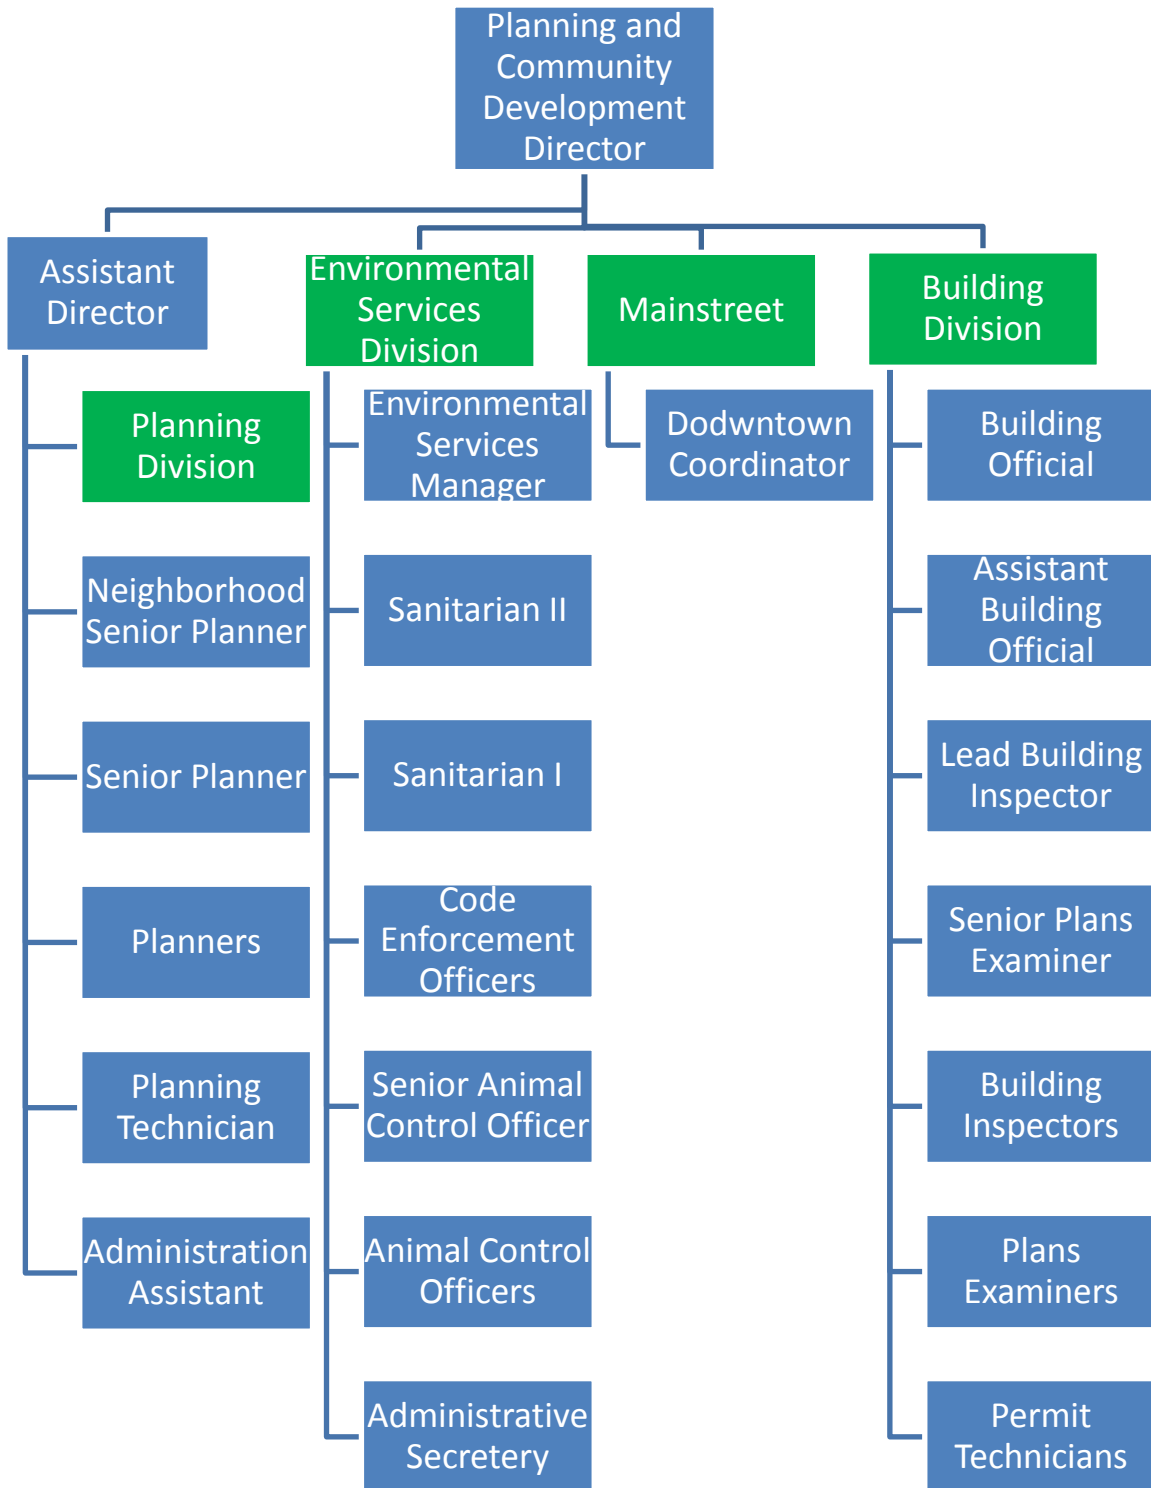 Planning and
Community
Development
Director
Assistant
Director
Planning
Division
Neighborhood
Senior Planner
Senior Planner
Planners
Planning
Technician
Administration
Assistant
Environmental
Services
Division
Environmental
Services
Manager
Sanitarian II
Sanitarian I
Code
Enforcement
Officers
Senior Animal
Control Officer
Animal Control
Officers
Administrative
Secretery
Mainstreet
Dodwntown
Coordinator
Building
Division
Building
Official
Assistant
Building
Official
Lead Building
Inspector
Senior Plans
Examiner
Building
Inspectors
Plans
Examiners
Permit
Technicians